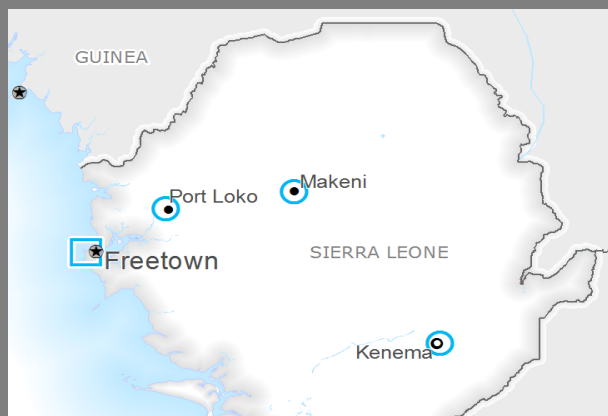 GUINEA
Makeni
Port Loko
SIERRA LEONE
Freetown
Kenema